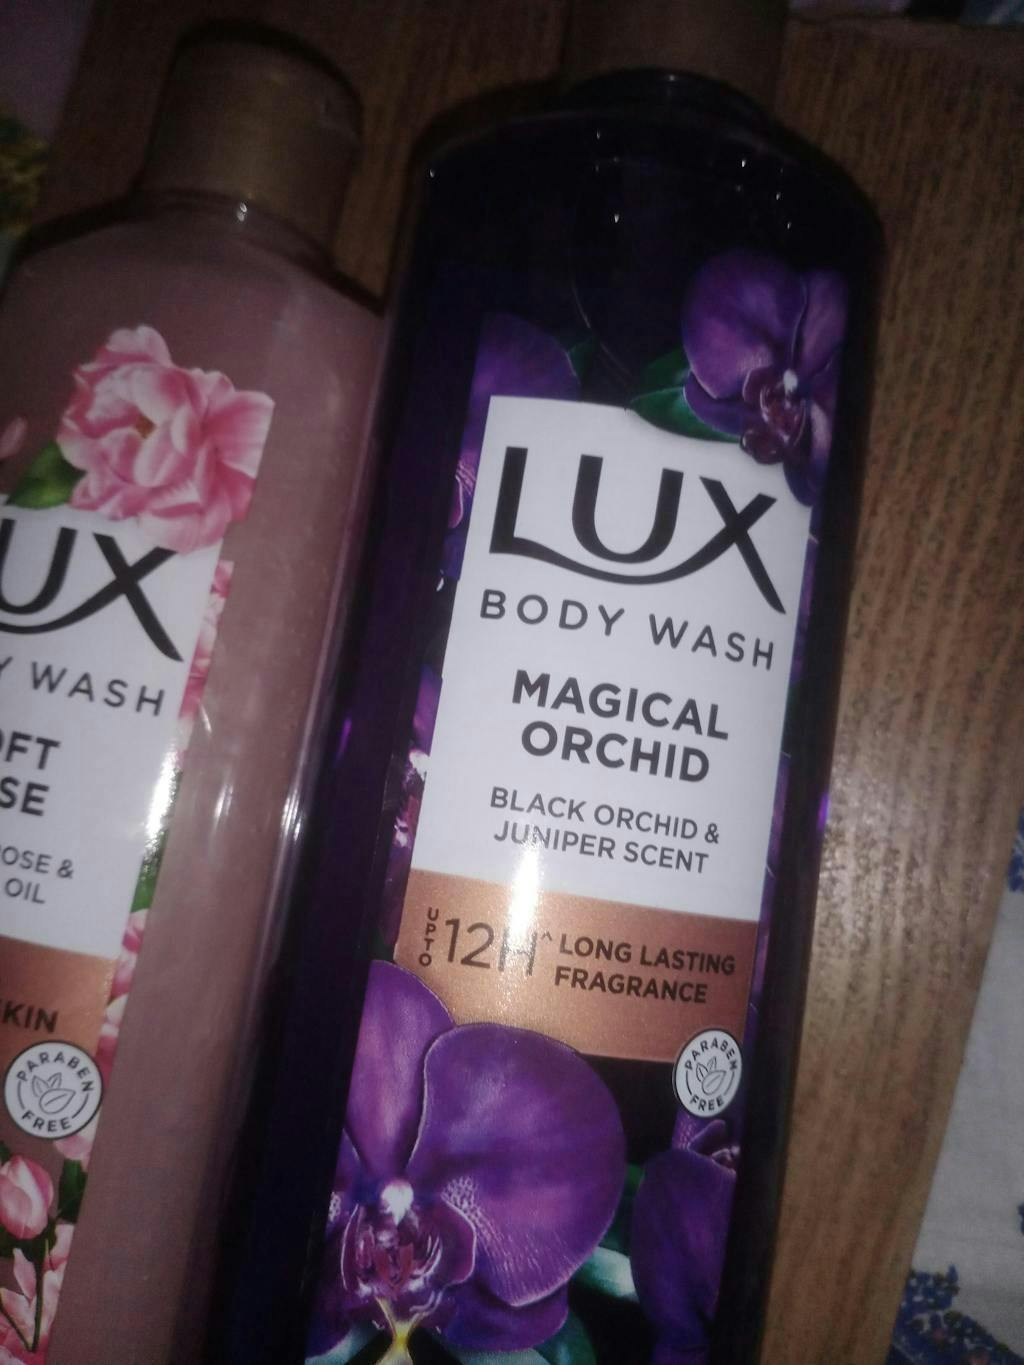 UX
Y WASH
OFT
SE
OSE &
OIL
SKIN
PARABEN
FREE
LUX
BODY WASH
MAGICAL
ORCHID
BLACK ORCHID &
JUNIPER SCENT
UPTO 12H^ LONG LASTING
FRAGRANCE
PARABEN
FREE